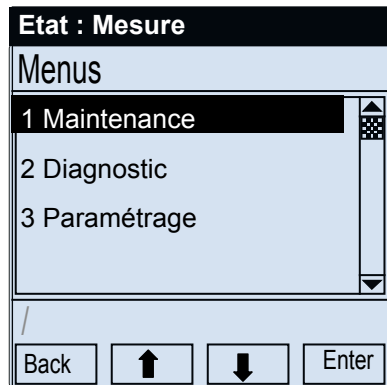 Etat : Mesure
Menus
1 Maintenance
2 Diagnostic
3 Paramétrage
/
Back Enter